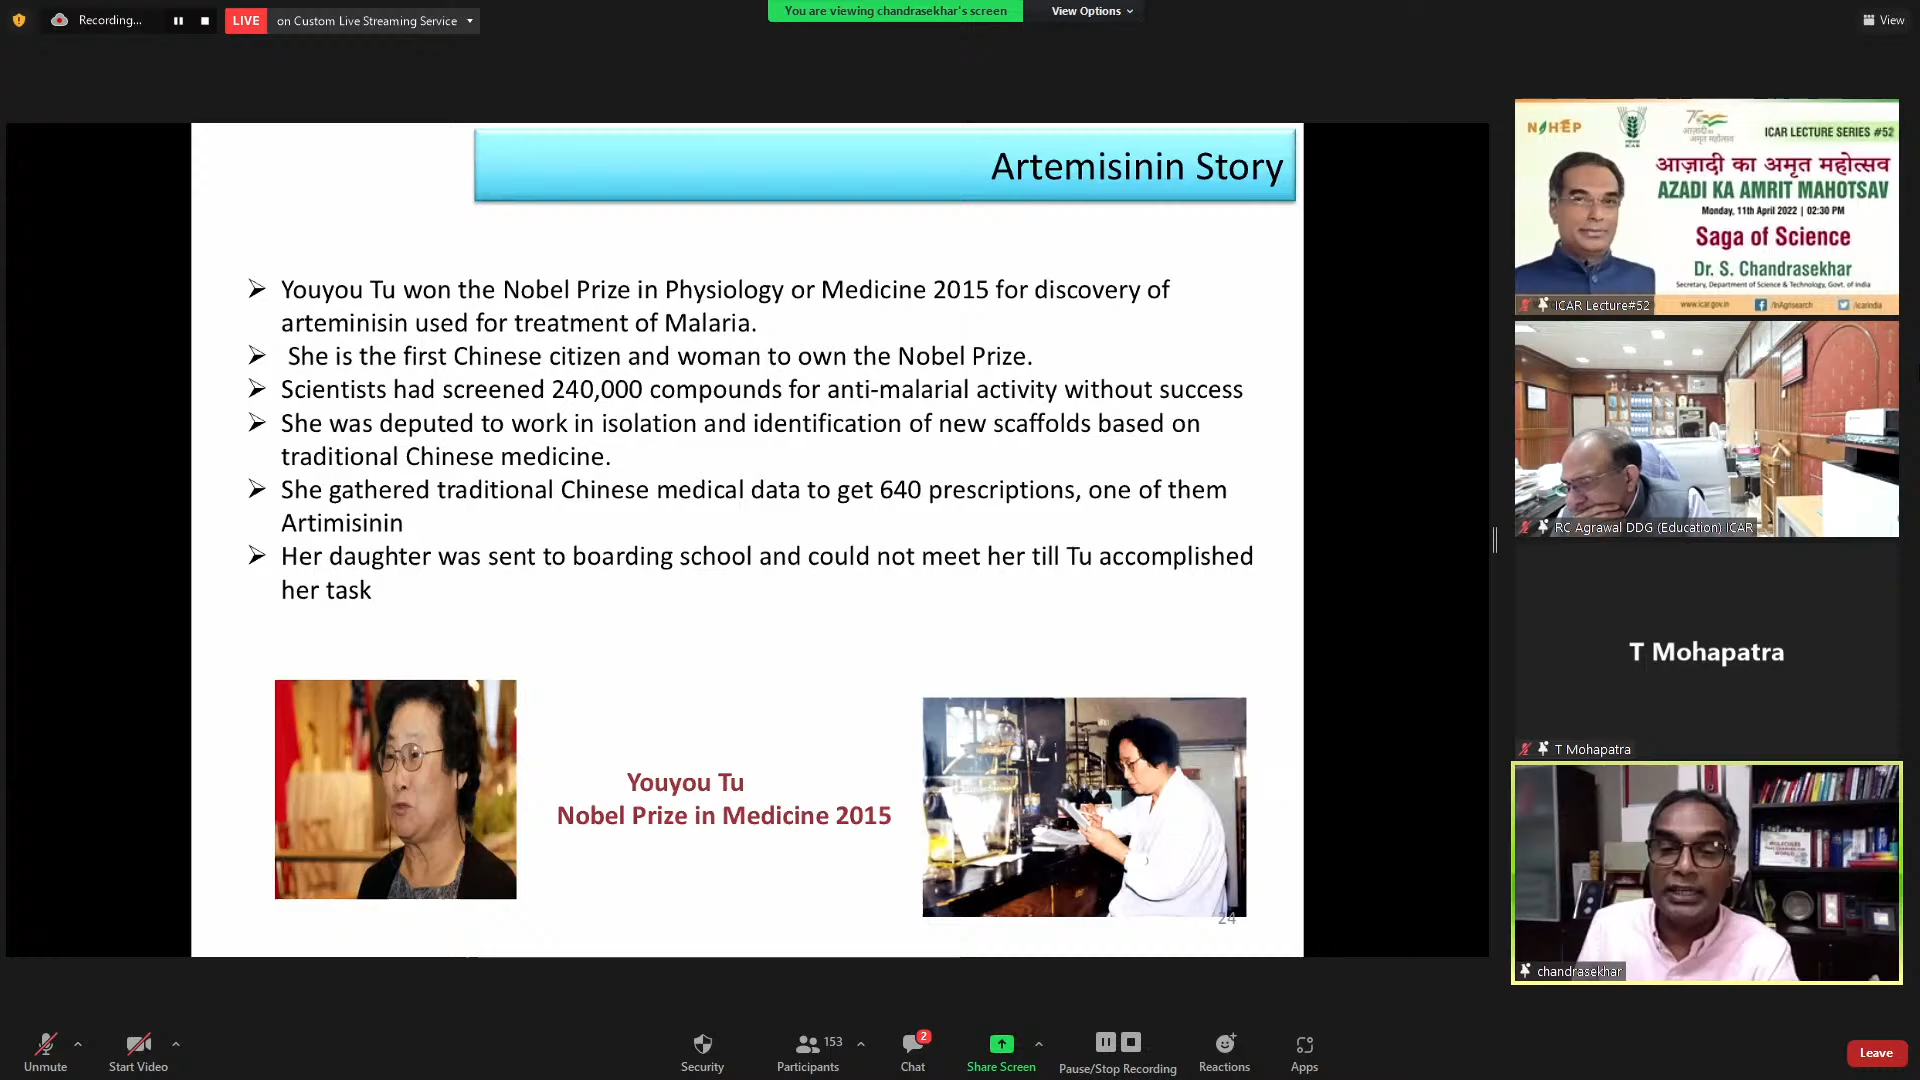 Recording...
LIVE
on Custom Live Streaming Service
You are viewing chandrasekhar's screen
View Options
View
Artemisinin Story
Youyou Tu won the Nobel Prize in Physiology or Medicine 2015 for discovery of
arteminisin used for treatment of Malaria.
She is the first Chinese citizen and woman to own the Nobel Prize.
Scientists had screened 240,000 compounds for anti-malarial activity without success
She was deputed to work in isolation and identification of new scaffolds based on
traditional Chinese medicine.
She gathered traditional Chinese medical data to get 640 prescriptions, one of them
Artimisinin
Her daughter was sent to boarding school and could not meet her till Tu accomplished
her task
Youyou Tu
Nobel Prize in Medicine 2015
24
NAHEP
ICAR
ICAR LECTURE SERIES #52
आज़ादी का अमृत महोत्सव
AZADI KA AMRIT MAHOTSAV
Monday, 11th April 2022 | 02:30 PM
Saga of Science
Dr. S. Chandrasekhar
Secretary, Department of Science & Technology, Govt. of India
www.icar.gov.in
/InAgrisearch
/icarindia
ICAR Lecture#52
RC Agrawal DDG (Education) ICAR
T Mohapatra
T Mohapatra
chandrasekhar
Unmute
Start Video
Security
153
Participants
2
Chat
Share Screen
Pause/Stop Recording
Reactions
Apps
Leave